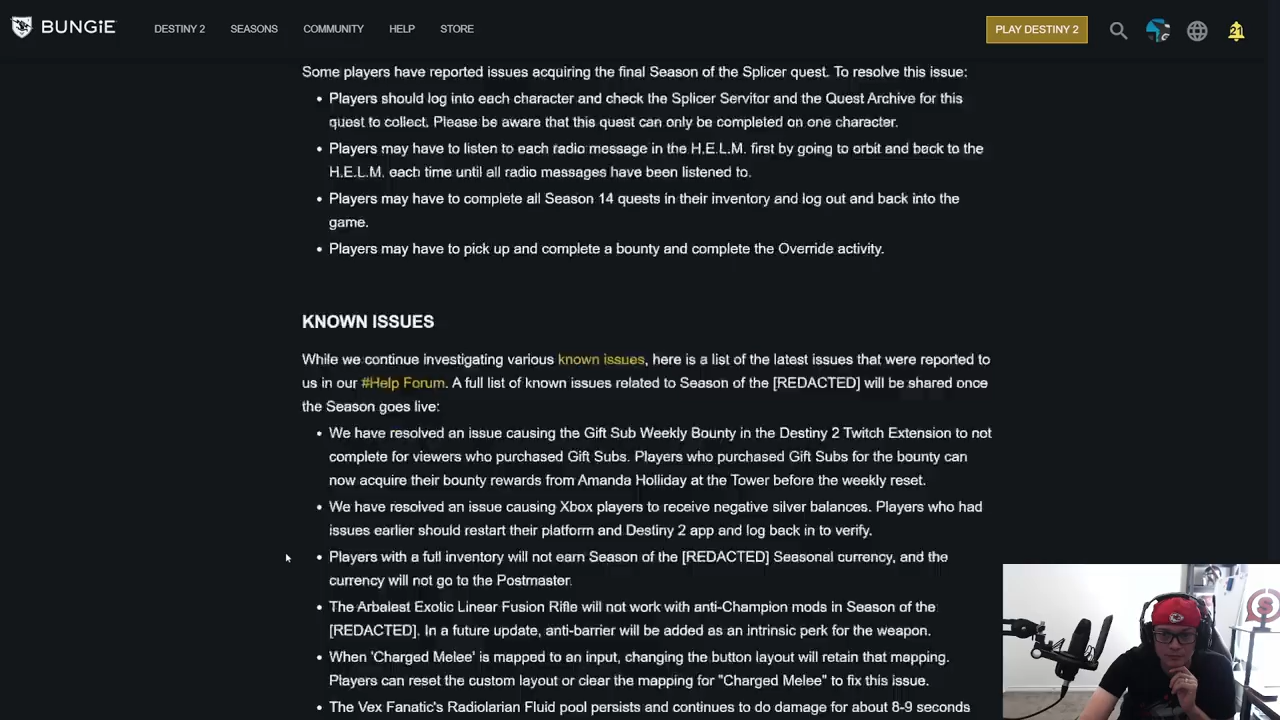 BUNGiE DESTINY 2 SEASONS COMMUNITY HELP STORE PLAY DESTINY 2 21
Some players have reported issues acquiring the final Season of the Splicer quest. To resolve this issue:
• Players should log into each character and check the Splicer Servitor and the Quest Archive for this
quest to collect. Please be aware that this quest can only be completed on one character.
• Players may have to listen to each radio message in the H.E.L.M. first by going to orbit and back to the
H.E.L.M. each time until all radio messages have been listened to.
• Players may have to complete all Season 14 quests in their inventory and log out and back into the
game.
• Players may have to pick up and complete a bounty and complete the Override activity.
KNOWN ISSUES
While we continue investigating various known issues, here is a list of the latest issues that were reported to
us in our #Help Forum. A full list of known issues related to Season of the [REDACTED] will be shared once
the Season goes live:
• We have resolved an issue causing the Gift Sub Weekly Bounty in the Destiny 2 Twitch Extension to not
complete for viewers who purchased Gift Subs. Players who purchased Gift Subs for the bounty can
now acquire their bounty rewards from Amanda Holliday at the Tower before the weekly reset.
• We have resolved an issue causing Xbox players to receive negative silver balances. Players who had
issues earlier should restart their platform and Destiny 2 app and log back in to verify.
• Players with a full inventory will not earn Season of the [REDACTED] Seasonal currency, and the
currency will not go to the Postmaster.
• The Arbalest Exotic Linear Fusion Rifle will not work with anti-Champion mods in Season of the
[REDACTED]. In a future update, anti-barrier will be added as an intrinsic perk for the weapon.
• When 'Charged Melee' is mapped to an input, changing the button layout will retain that mapping.
Players can reset the custom layout or clear the mapping for "Charged Melee" to fix this issue.
• The Vex Fanatic's Radiolarian Fluid pool persists and continues to do damage for about 8-9 seconds